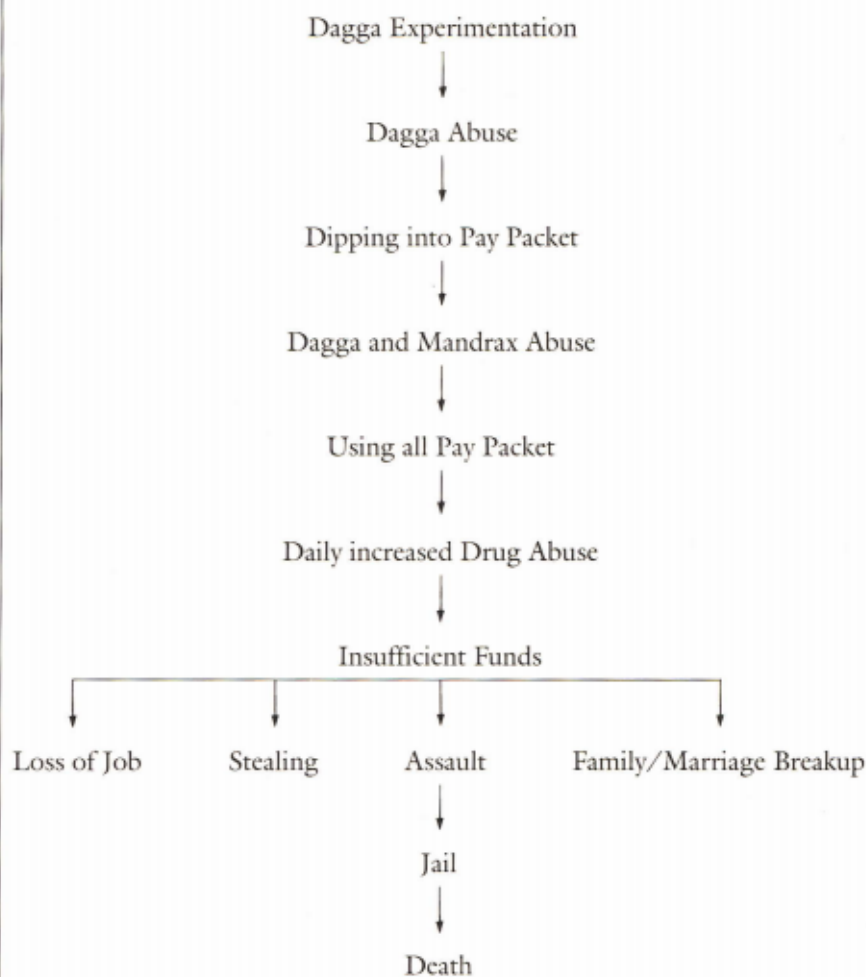 Dagga Experimentation
Dagga Abuse
Dipping into Pay Packet
Dagga and Mandrax Abuse
Using all Pay Packet
Daily increased Drug Abuse
Insufficient Funds
Loss of Job Stealing Assault Family/Marriage Breakup
Jail
Death